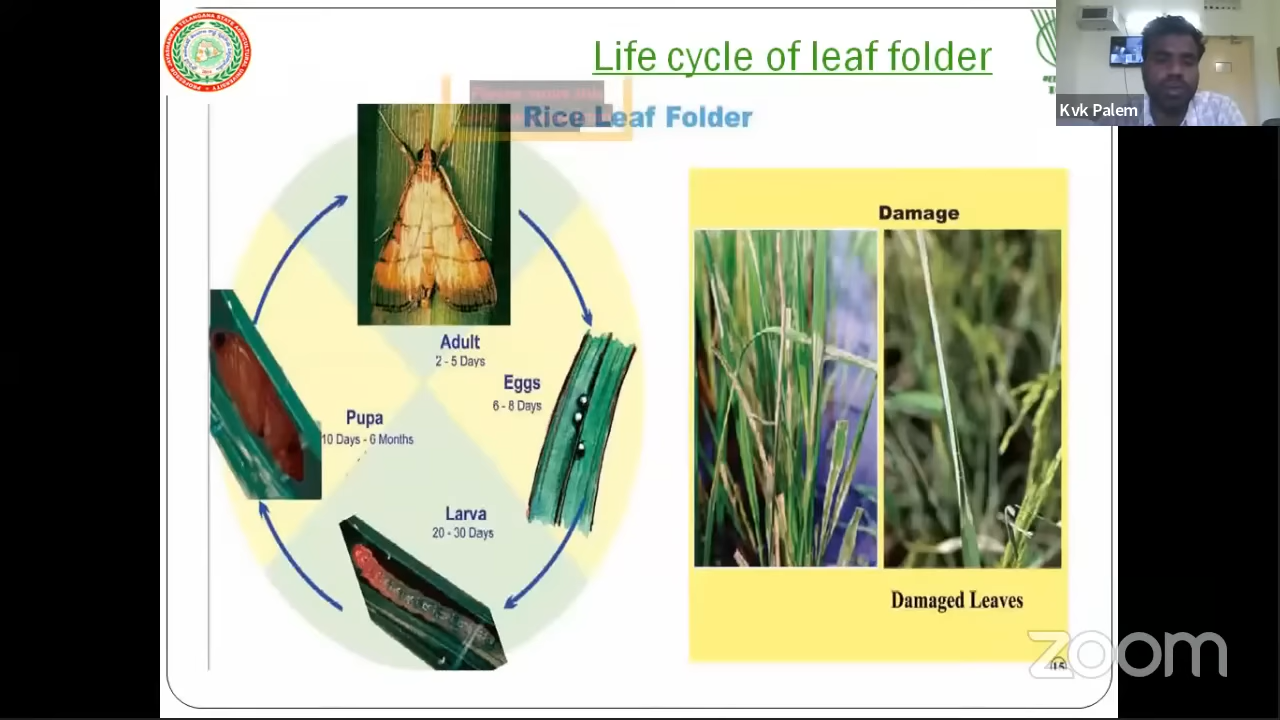 Life cycle of leaf folder
Kvk Palem
Rice Leaf Folder
Damage
Adult
2 - 5 Days
Eggs
6 - 8 Days
Pupa
10 Days - 6 Months
Larva
20 - 30 Days
Damaged Leaves
zoom
15